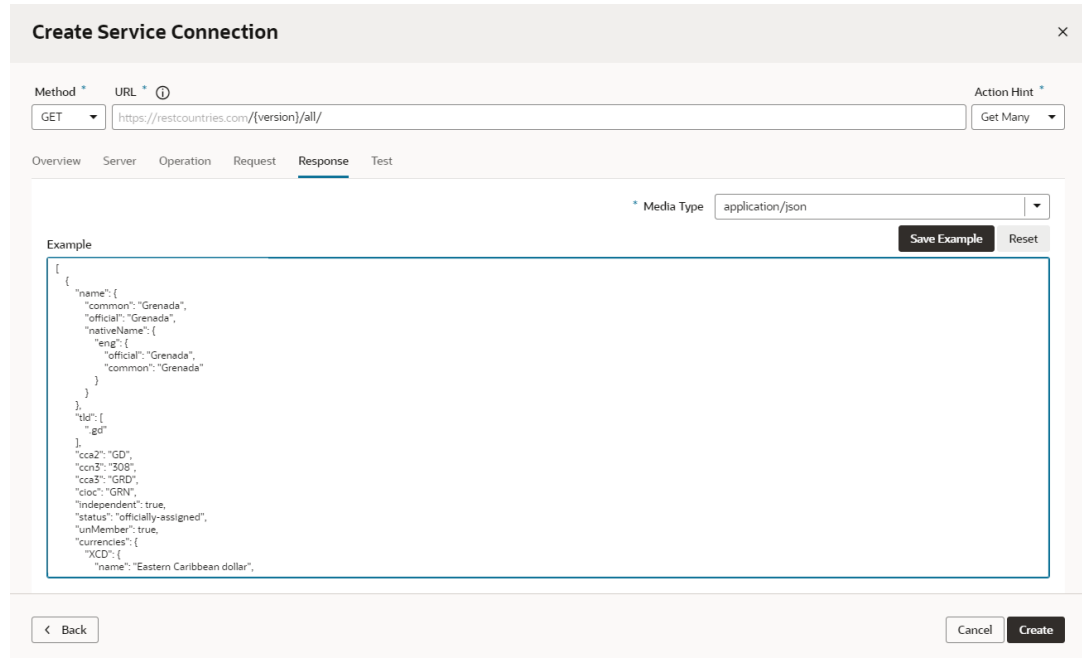 Create Service Connection
Method * URL * Action Hint *
GET https://restcountries.com/{version}/all/ Get Many
Overview Server Operation Request Response Test
* Media Type application/json
Save Example Reset
Example
[
{
"name": {
"common": "Grenada",
"official": "Grenada",
"nativeName": {
"eng": {
"official": "Grenada",
"common": "Grenada"
}
}
},
"tld": [
".gd"
],
"cca2": "GD",
"ccn3": "308",
"cca3": "GRD",
"cioc": "GRN",
"independent": true,
"status": "officially-assigned",
"unMember": true,
"currencies": {
"XCD": {
"name": "Eastern Caribbean dollar",
Back Cancel Create